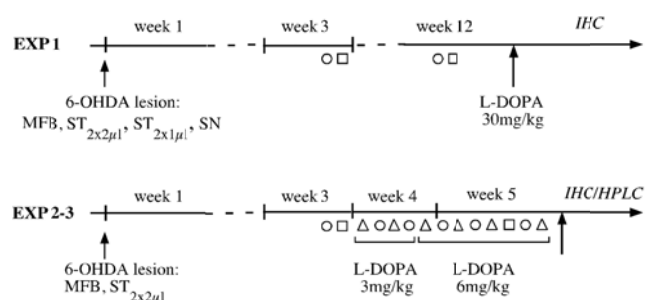 week 1 week 3 week 12 IHC
EXP 1
6-OHDA lesion: L-DOPA
MFB, ST2x2μl, ST2x1μl, SN 30mg/kg
week 1 week 3 week 4 week 5 IHC/HPLC
EXP 2-3
6-OHDA lesion: L-DOPA L-DOPA
MFB, ST2x2μl 3mg/kg 6mg/kg